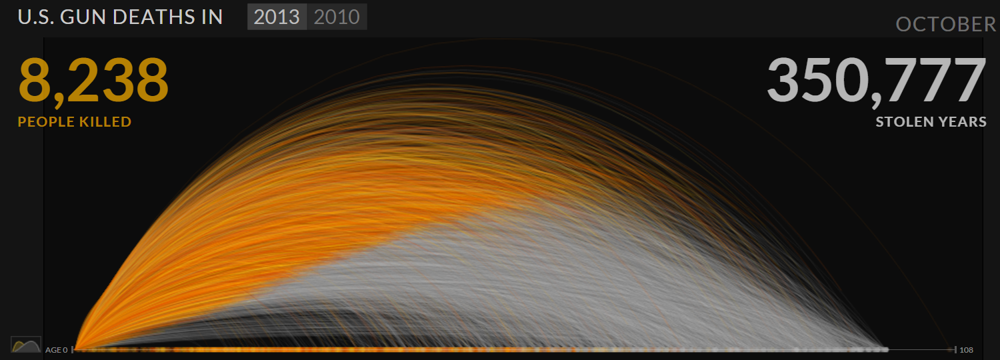 U.S. GUN DEATHS IN 2013 2010
OCTOBER
8,238
PEOPLE KILLED
350,777
STOLEN YEARS
AGE 0
108